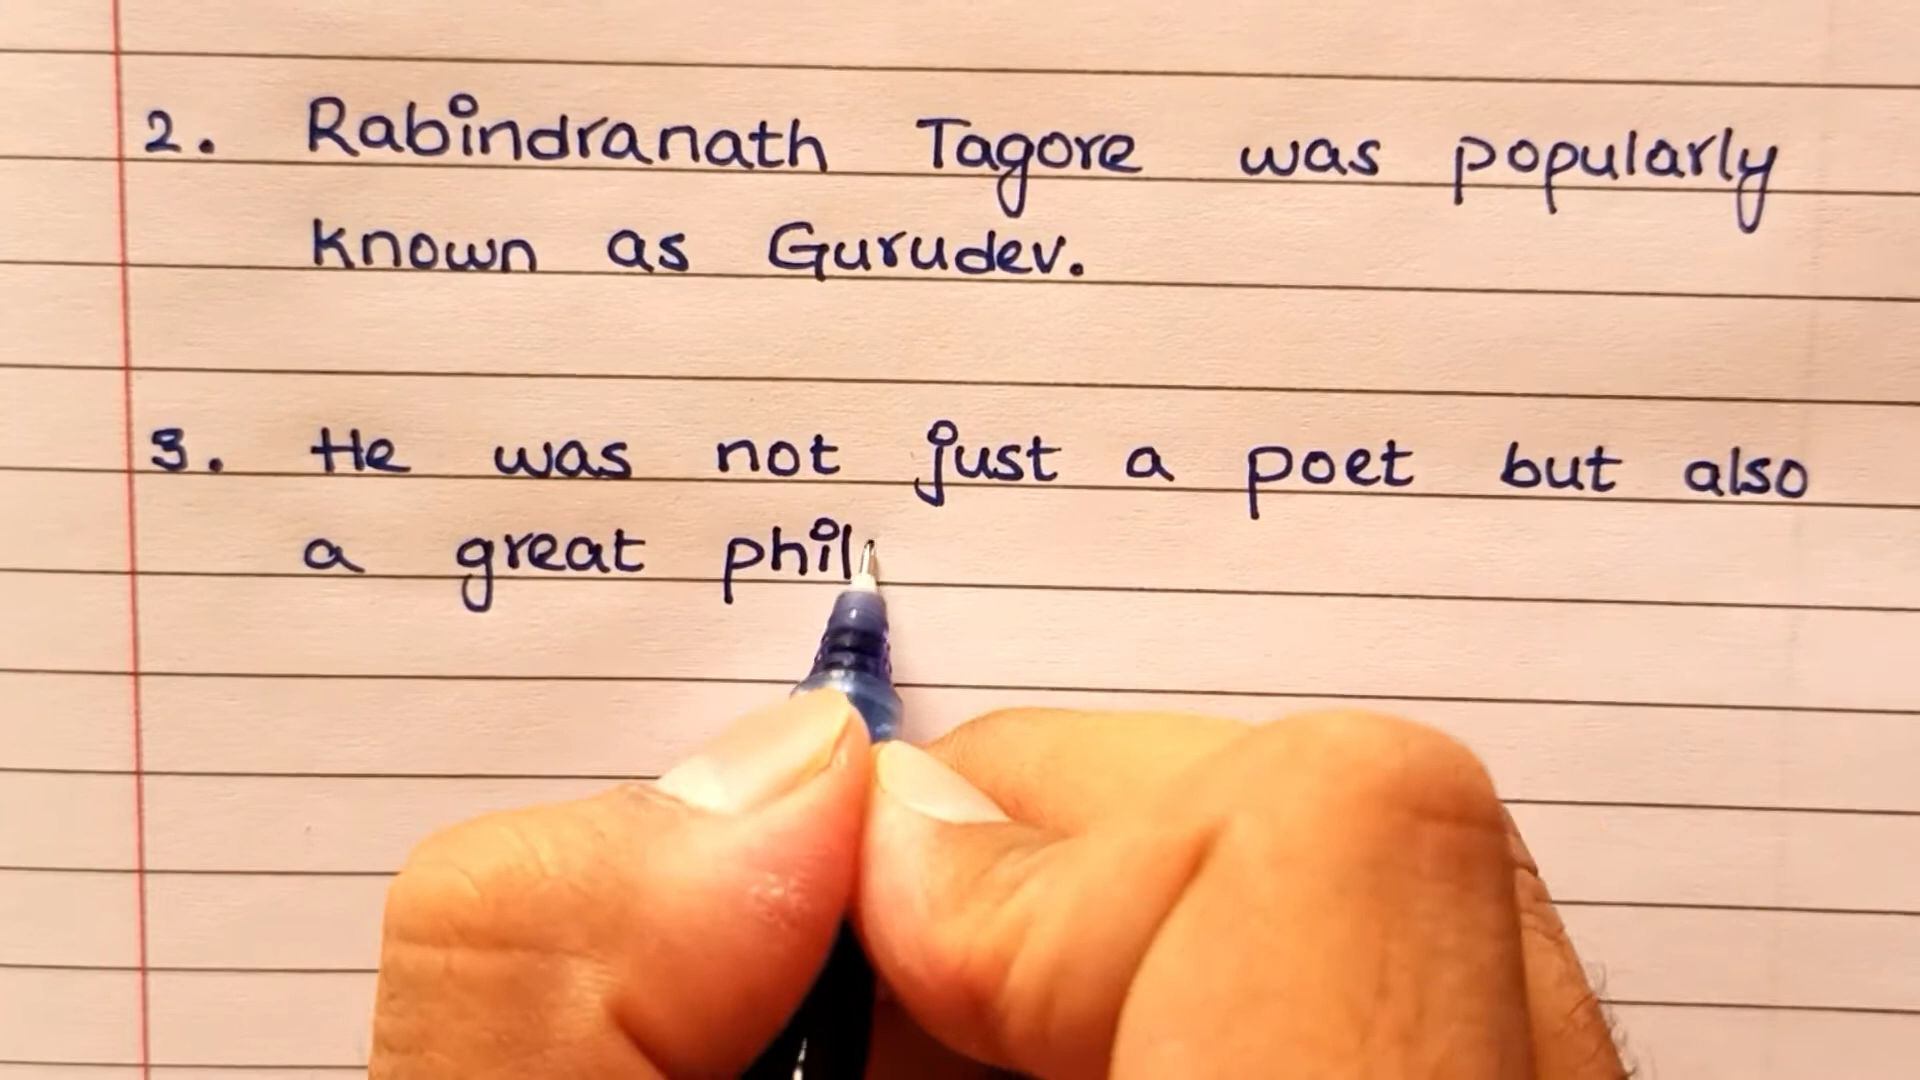 2. Rabindranath Tagore was popularly
known as Gurudev.
3. He was not just a poet but also
a great phil